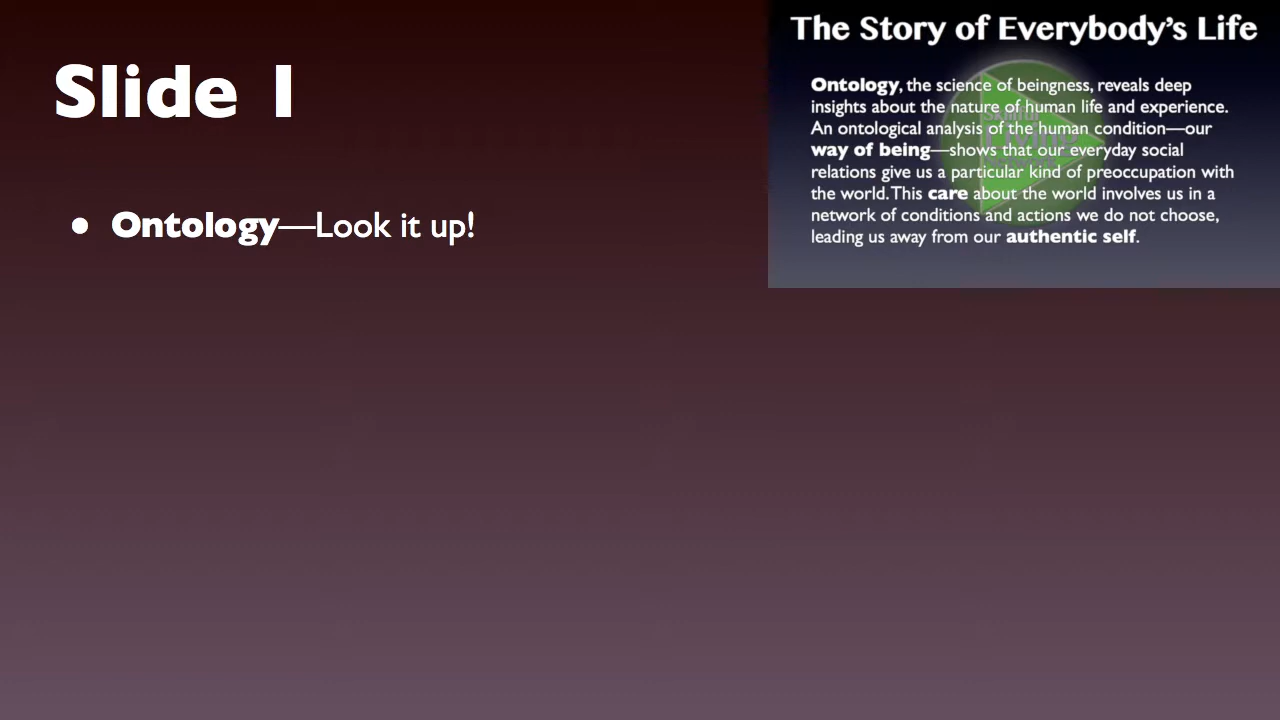 Slide 1
• Ontology—Look it up!
The Story of Everybody's Life
Ontology, the science of beingness, reveals deep
insights about the nature of human life and experience.
An ontological analysis of the human condition—our
way of being—shows that our everyday social
relations give us a particular kind of preoccupation with
the world. This care about the world involves us in a
network of conditions and actions we do not choose,
leading us away from our authentic self.